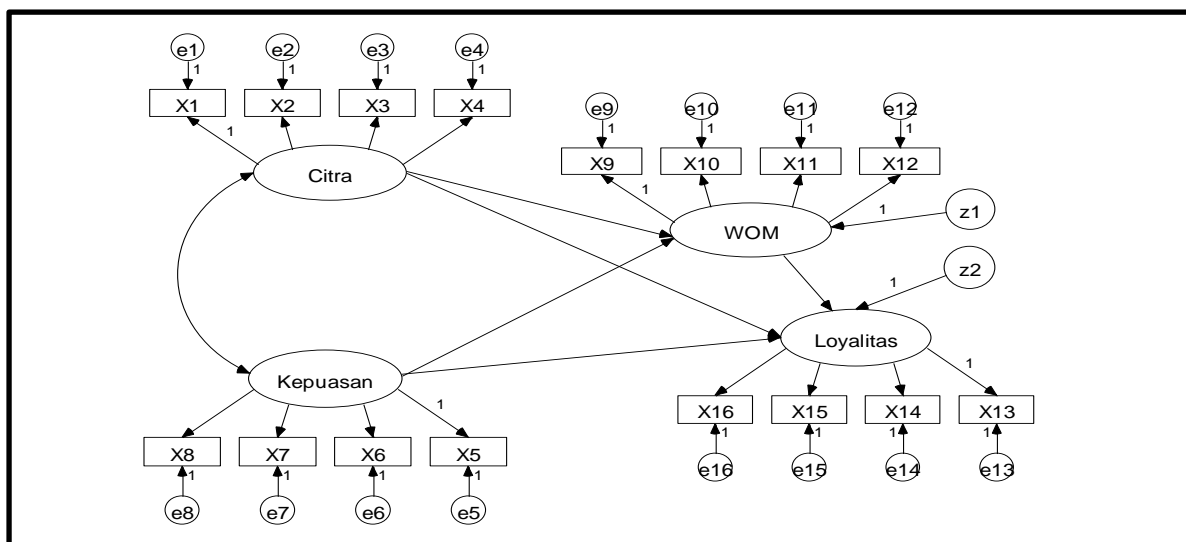 e1 e2 e3 e4
1 1 1 1
X1 X2 X3 X4
1
Citra
e9 e10 e11 e12
1 1 1 1
X9 X10 X11 X12
1 1
WOM
z1
z2
1
Loyalitas
1
Kepuasan
1
X16 X15 X14 X13
1 1 1 1
e16 e15 e14 e13
X8 X7 X6 X5
1 1 1 1
e8 e7 e6 e5